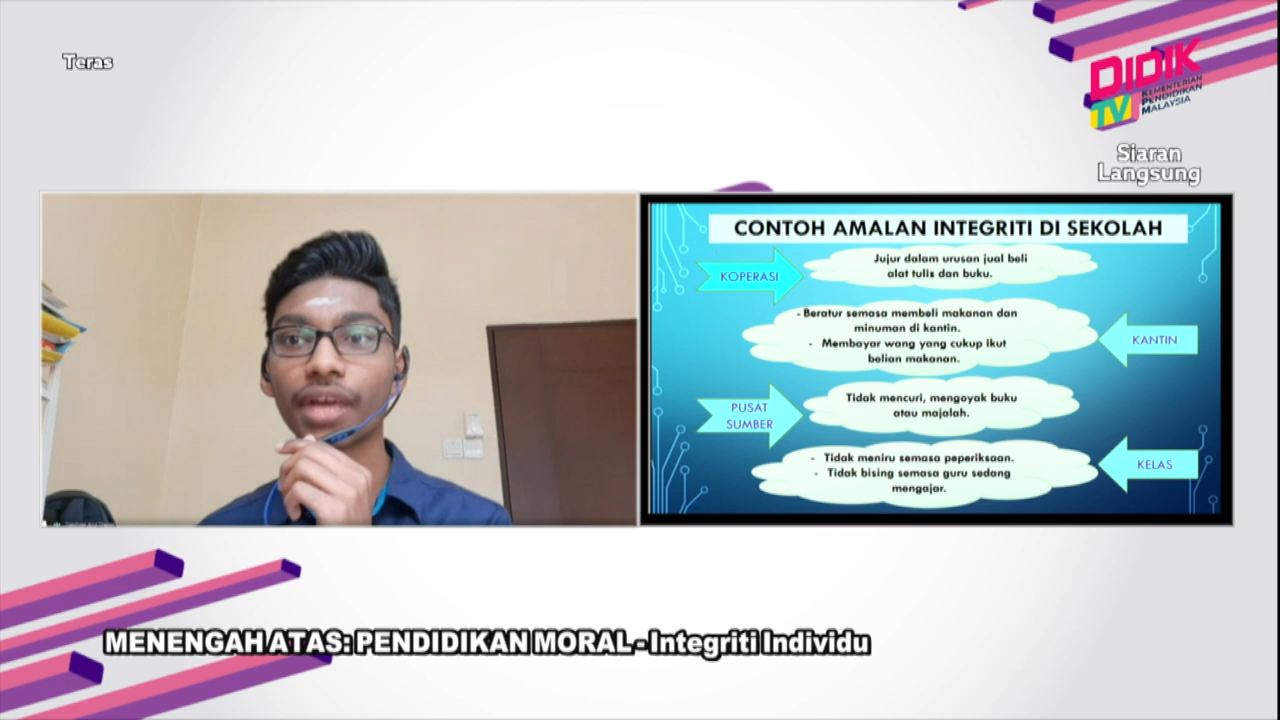 Teras
DIDIK
TV
KEMENTERIAN
PENDIDIKAN
MALAYSIA
Siaran
Langsung
CONTOH AMALAN INTEGRITI DI SEKOLAH
KOPERASI
Jujur dalam urusan jual beli
alat tulis dan buku.
- Beratur semasa membeli makanan dan
minuman di kantin.
- Membayar wang yang cukup ikut
belian makanan.
KANTIN
PUSAT
SUMBER
Tidak mencuri, mengoyak buku
atau majalah.
- Tidak meniru semasa peperiksaan.
- Tidak bising semasa guru sedang
mengajar.
KELAS
MENENGAH ATAS: PENDIDIKAN MORAL - Integriti Individu